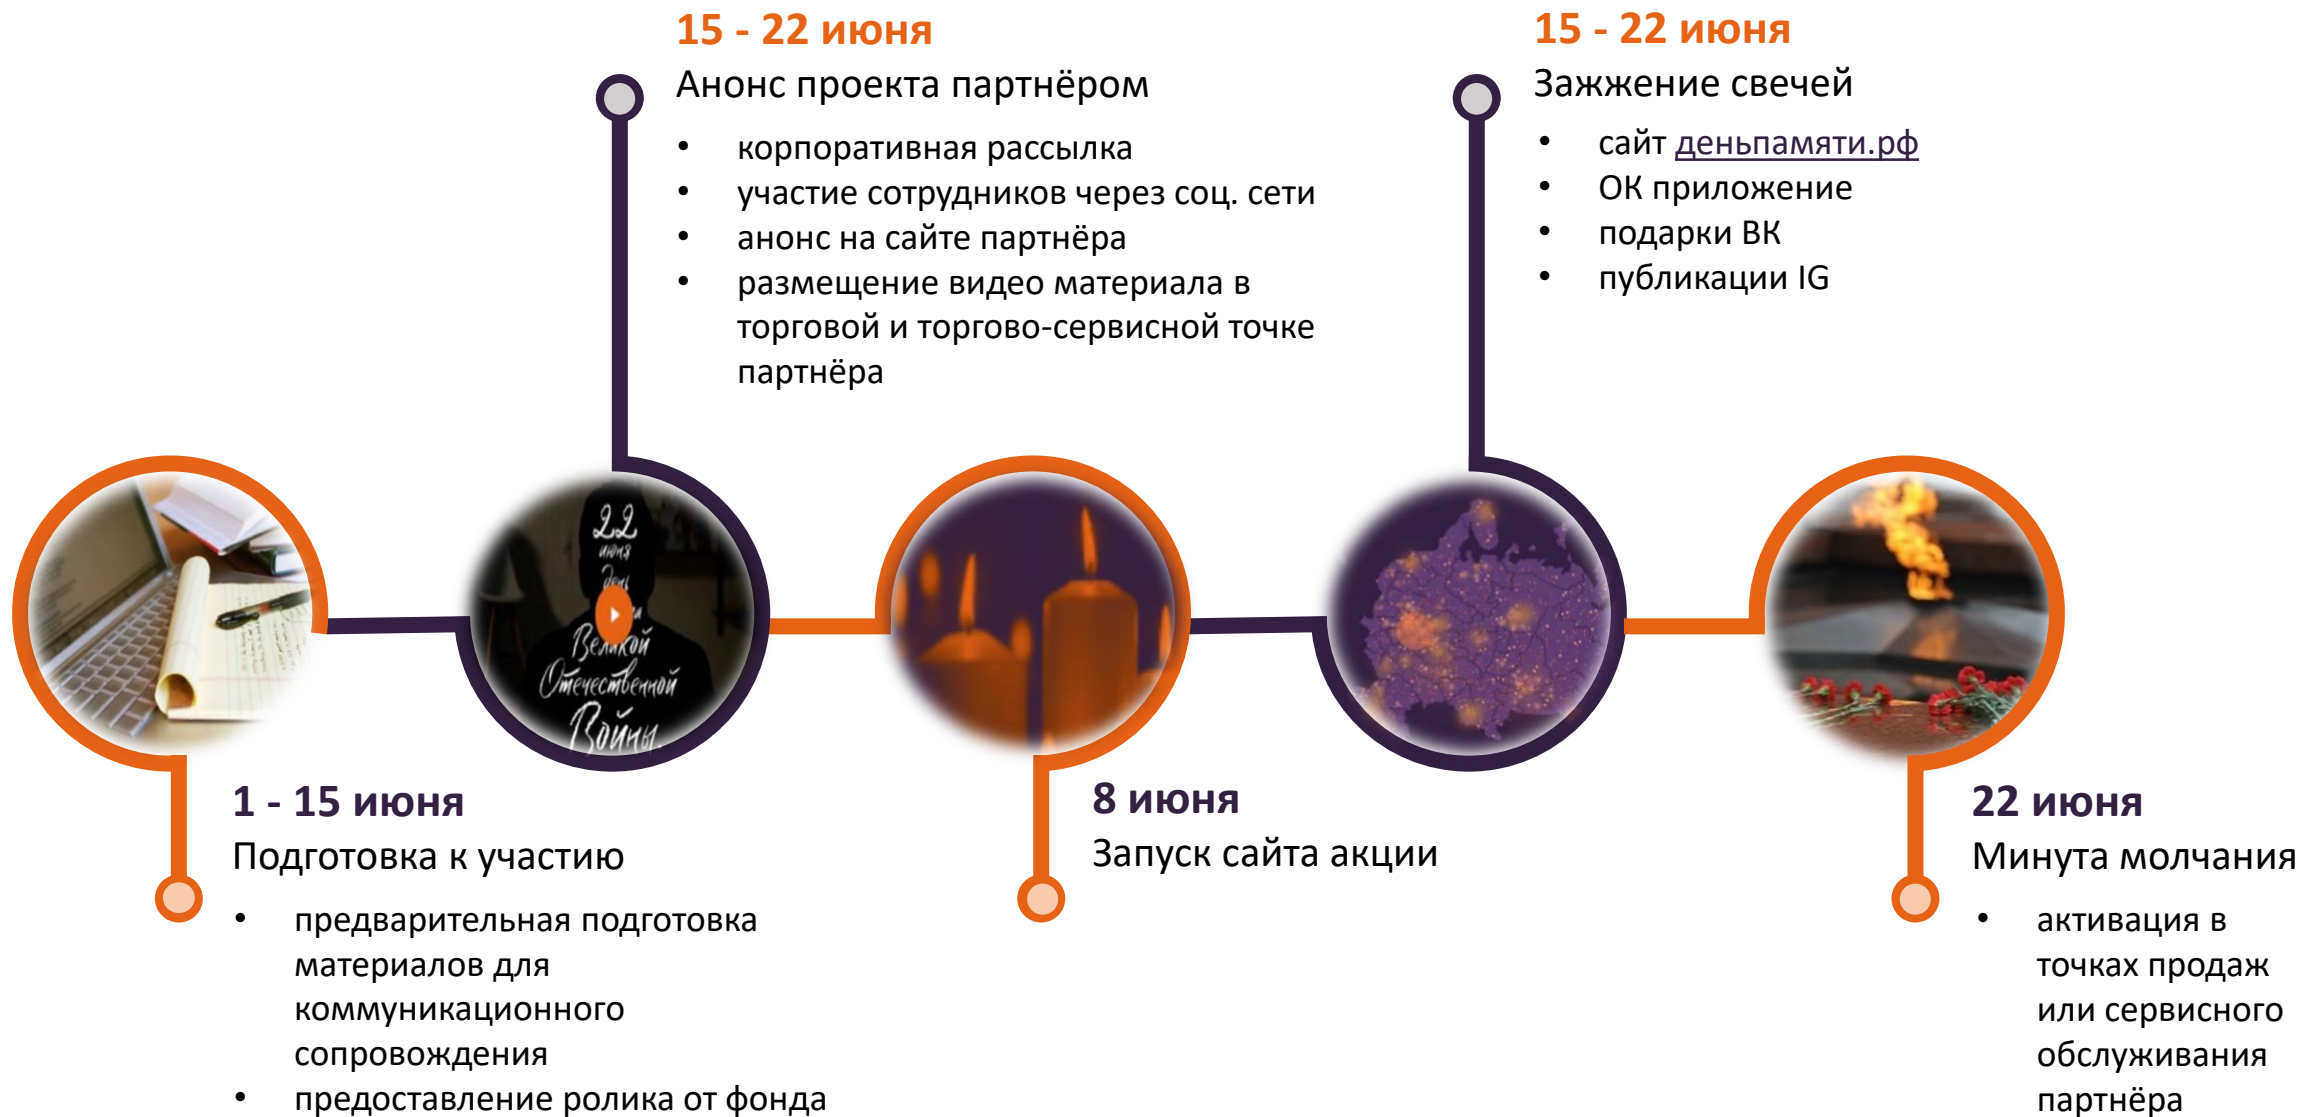 15 - 22 июня
Анонс проекта партнёром
• корпоративная рассылка
• участие сотрудников через соц. сети
• анонс на сайте партнёра
• размещение видео материала в
торговой и торгово-сервисной точке
партнёра
15 - 22 июня
Зажжение свечей
• сайт деньпамяти.рф
• ОК приложение
• подарки ВК
• публикации IG
22
июня
День
Великой
Отечественной
Войны.
1 - 15 июня
Подготовка к участию
• предварительная подготовка
материалов для
коммуникационного
сопровождения
• предоставление ролика от фонда
8 июня
Запуск сайта акции
22 июня
Минута молчания
• активация в
точках продаж
или сервисного
обслуживания
партнёра